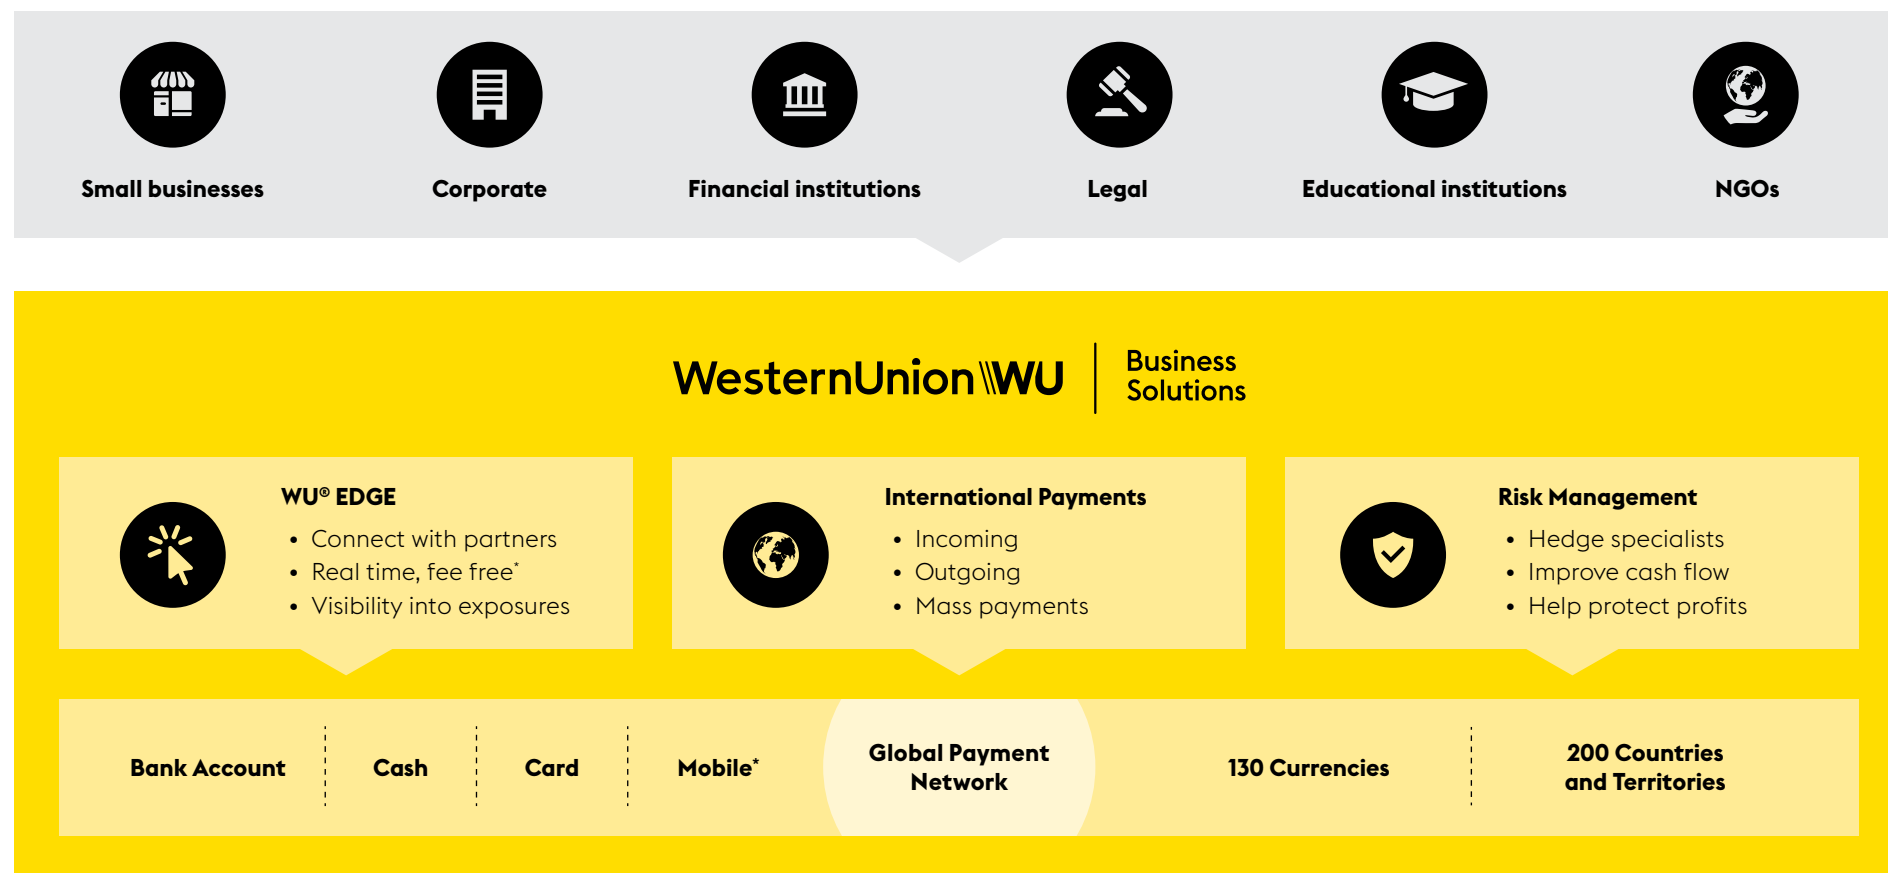 Small businesses
Corporate
Financial institutions
Legal
Educational institutions
NGOs
WesternUnion WU
Business
Solutions
WU® EDGE
• Connect with partners
• Real time, fee free*
• Visibility into exposures
International Payments
• Incoming
• Outgoing
• Mass payments
Risk Management
• Hedge specialists
• Improve cash flow
• Help protect profits
Bank Account
Cash
Card
Mobile*
Global Payment
Network
130 Currencies
200 Countries
and Territories